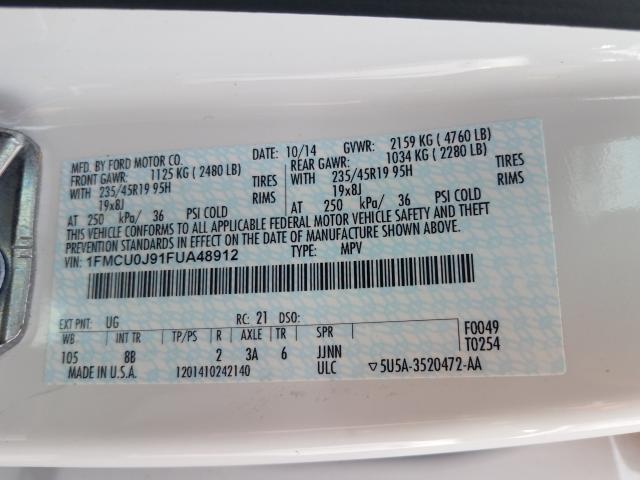 MFD. BY FORD MOTOR CO.
DATE: 10/14 GVWR: 2159 KG (4760 LB)
FRONT GAWR: 1125 KG (2480 LB)
REAR GAWR: 1034 KG (2280 LB)
WITH 235/45R19 95H TIRES
WITH 235/45R19 95H TIRES
19x8J RIMS
19x8J RIMS
AT 250 kPa/ 36 PSI COLD
AT 250 kPa/ 36 PSI COLD
THIS VEHICLE CONFORMS TO ALL APPLICABLE FEDERAL MOTOR VEHICLE SAFETY AND THEFT
PREVENTION STANDARDS IN EFFECT ON THE DATE OF MANUFACTURE SHOWN ABOVE.
VIN: 1FMCU0J91FUA48912 TYPE: MPV
EXT PNT: UG RC: 21 DSO:
WB INT TR TP/PS R AXLE TR SPR F0049
105 8B 2 3A 6 JJNN T0254
MADE IN U.S.A. 1201410242140 ULC ▽5U5A-3520472-AA